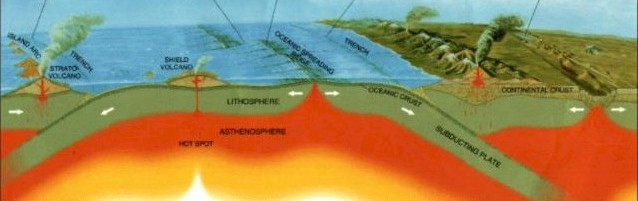 ISLAND ARC
TRENCH
STRATO-
VOLCANO
SHIELD
VOLCANO
OCEANIC SPREADING
RIDGE
TRENCH
LITHOSPHERE
ASTHENOSPHERE
HOT SPOT
OCEANIC CRUST
SUBDUCTING PLATE
CONTINENTAL CRUST